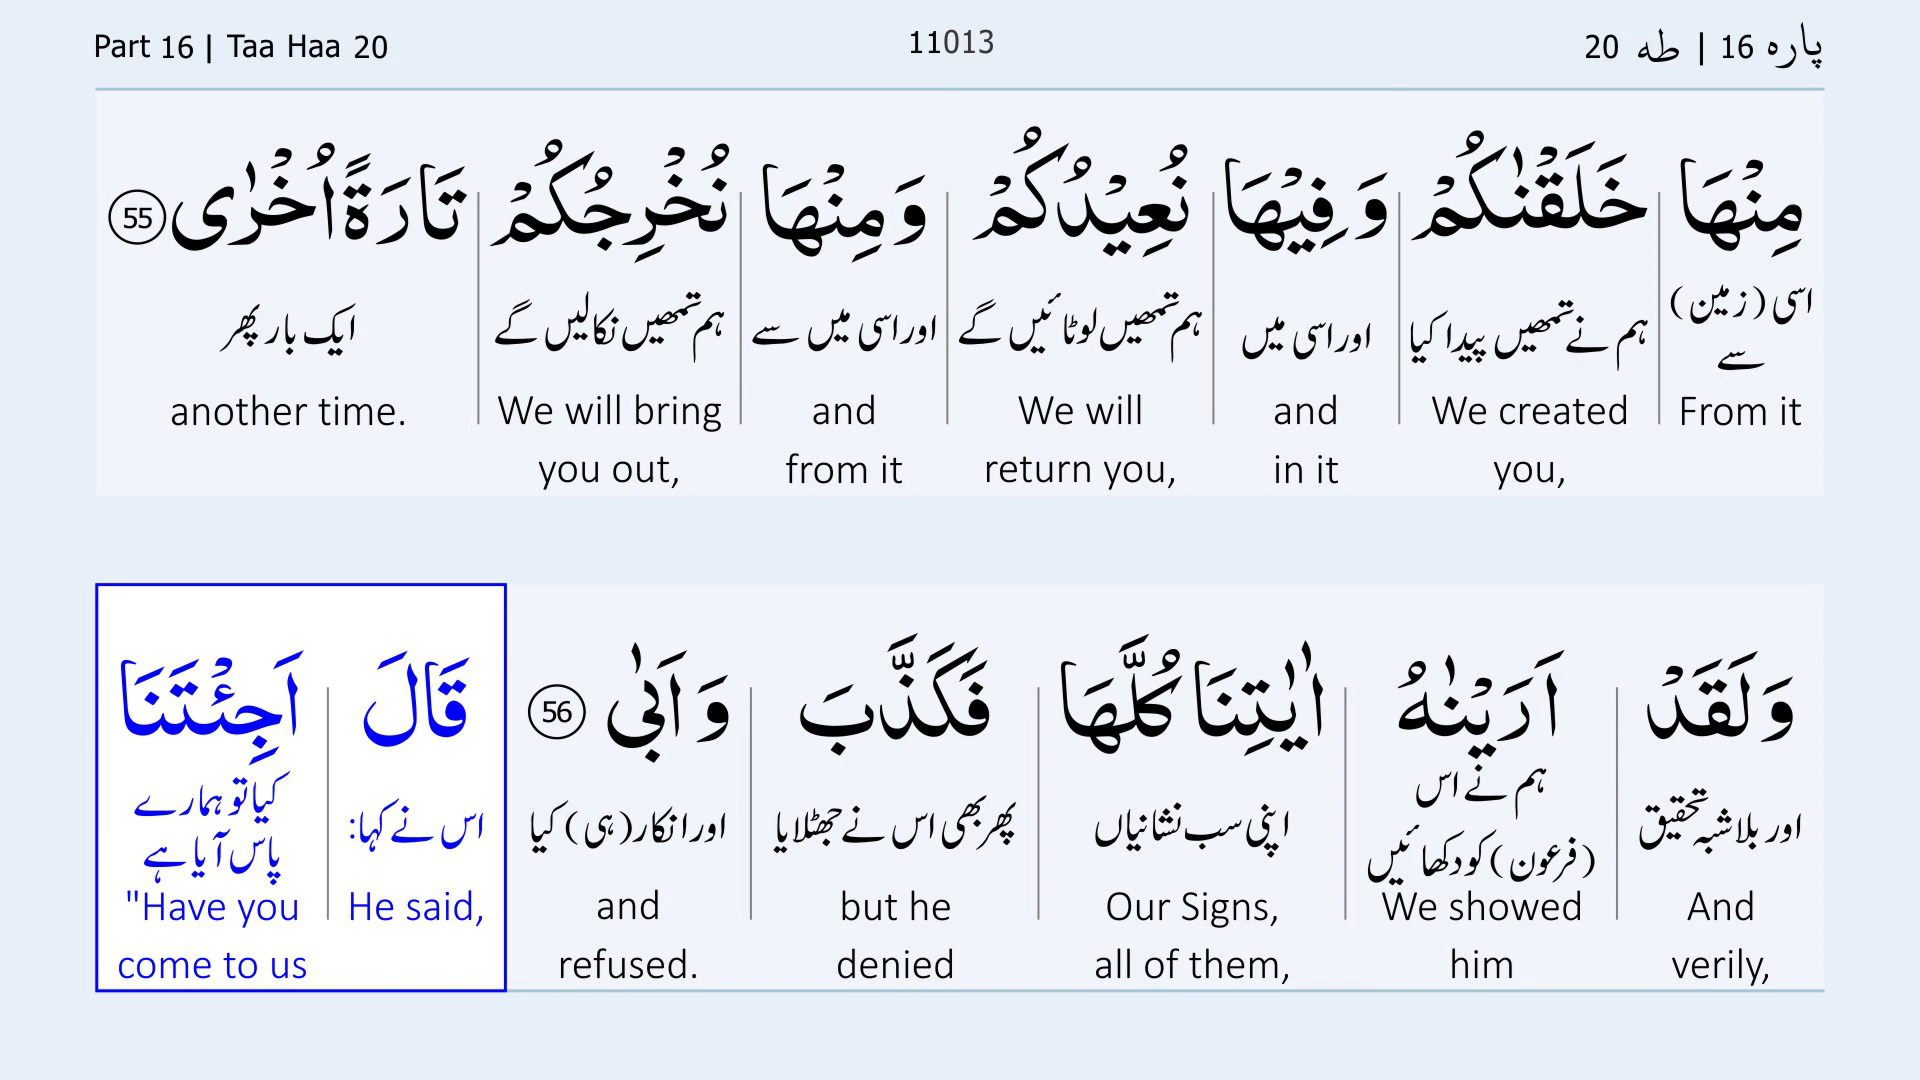 Part 16 | Taa Haa 20
11013
پارہ 16 | طه 20
مِنْهَا خَلَقْنٰكُمْ وَفِيْهَا نُعِيْدُكُمْ وَمِنْهَا نُخْرِجُكُمْ تَارَةً اُخْرٰى 55
اسی (زمین) سے ہم نے تمھیں پیدا کیا اور اسی میں ہم تمھیں لوٹائیں گے اور اسی میں سے ہم تمھیں نکالیں گے ایک بار پھر
From it We created you, and in it We will return you, and from it We will bring you out, another time.
وَلَقَدْ اَرَيْنٰهُ اٰيٰتِنَا كُلَّهَا فَكَذَّبَ وَاَبٰى 56 قَالَ اَجِئْتَنَا
اور بلاشبہ تحقیق ہم نے اس (فرعون) کو دکھائیں اپنی سب نشانیاں پھر بھی اس نے جھٹلایا اور انکار (ہی) کیا اس نے کہا: کیا تو ہمارے پاس آیا ہے
And verily, We showed him Our Signs, all of them, but he denied and refused. He said, "Have you come to us